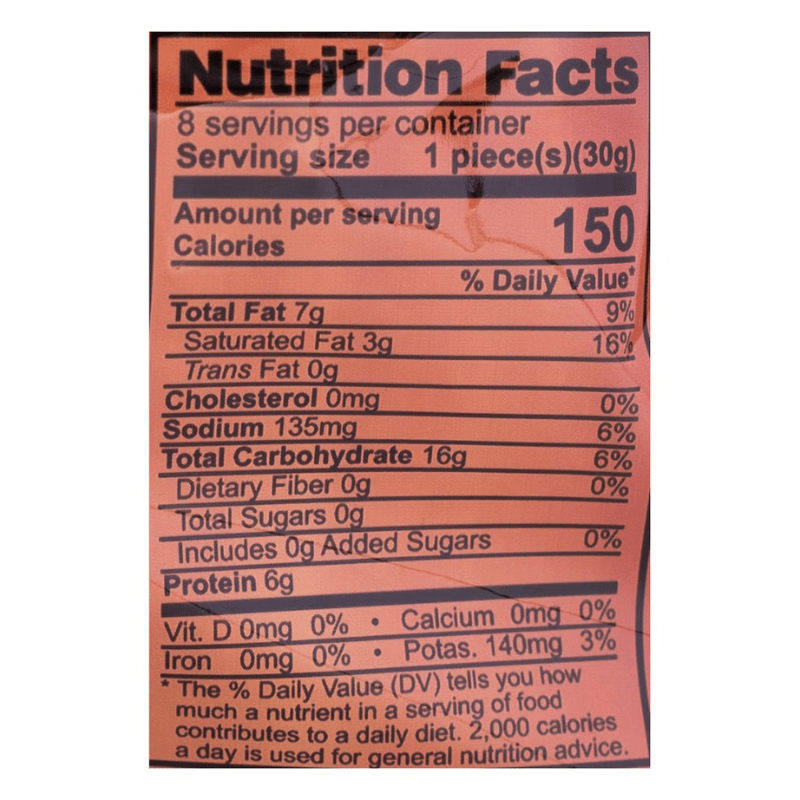 Nutrition Facts
8 servings per container
Serving size 1 piece(s)(30g)
Amount per serving
Calories 150
% Daily Value*
Total Fat 7g 9%
Saturated Fat 3g 16%
Trans Fat 0g
Cholesterol 0mg 0%
Sodium 135mg 6%
Total Carbohydrate 16g 6%
Dietary Fiber 0g 0%
Total Sugars 0g
Includes 0g Added Sugars 0%
Protein 6g
Vit. D 0mg 0% • Calcium 0mg 0%
Iron 0mg 0% • Potas. 140mg 3%
* The % Daily Value (DV) tells you how
much a nutrient in a serving of food
contributes to a daily diet. 2,000 calories
a day is used for general nutrition advice.